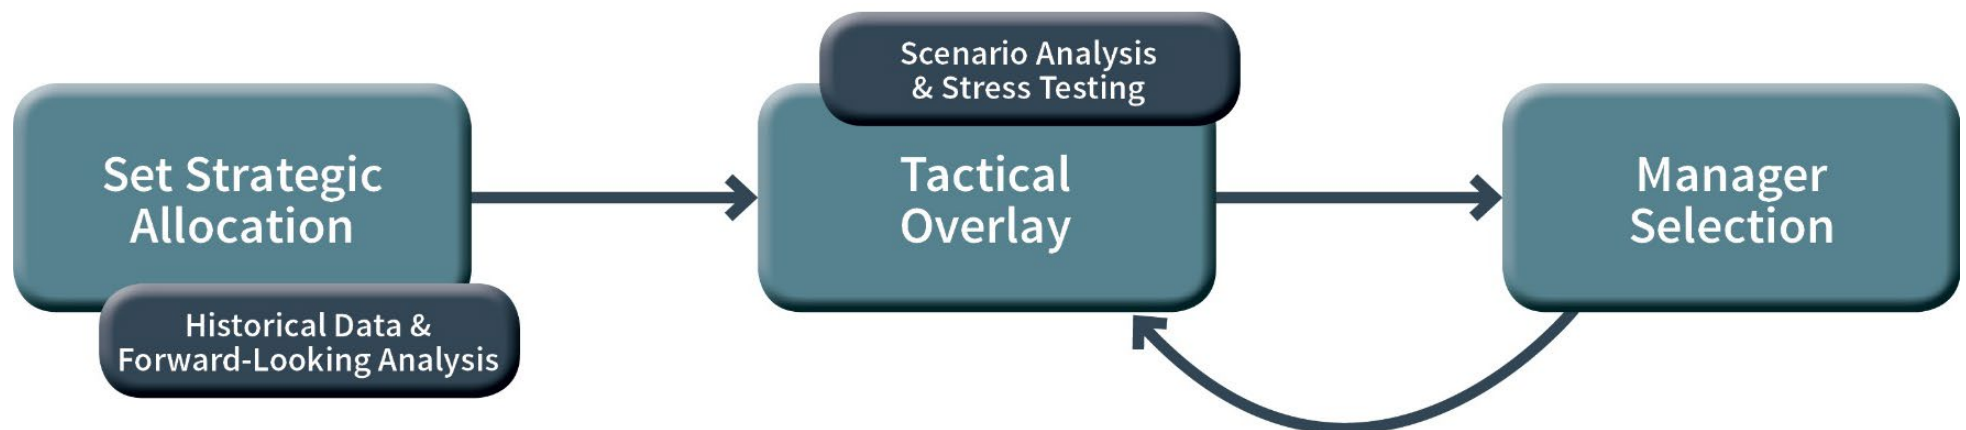 Scenario Analysis
& Stress Testing
Set Strategic
Allocation
Tactical
Overlay
Manager
Selection
Historical Data &
Forward-Looking Analysis